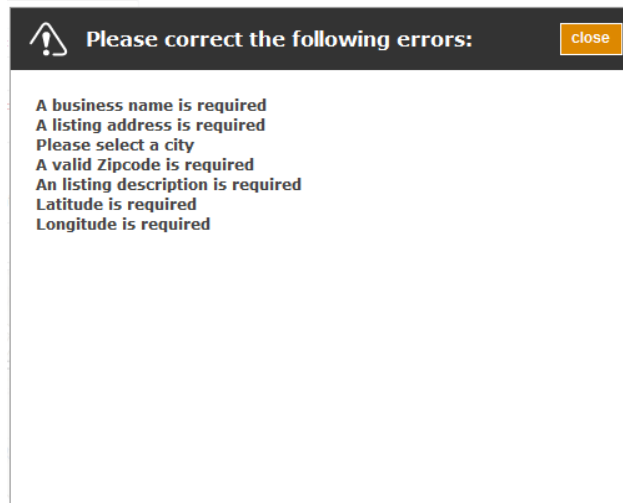 Please correct the following errors:
close
A business name is required
A listing address is required
Please select a city
A valid Zipcode is required
An listing description is required
Latitude is required
Longitude is required